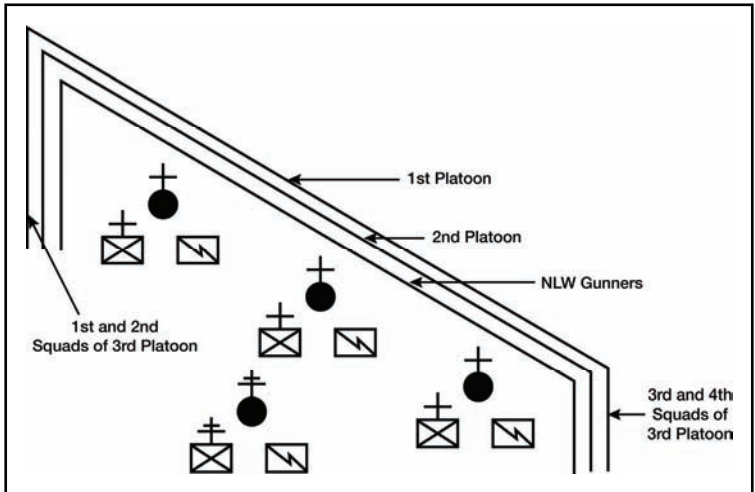 1st Platoon
2nd Platoon
NLW Gunners
1st and 2nd
Squads of 3rd Platoon
3rd and 4th
Squads of
3rd Platoon